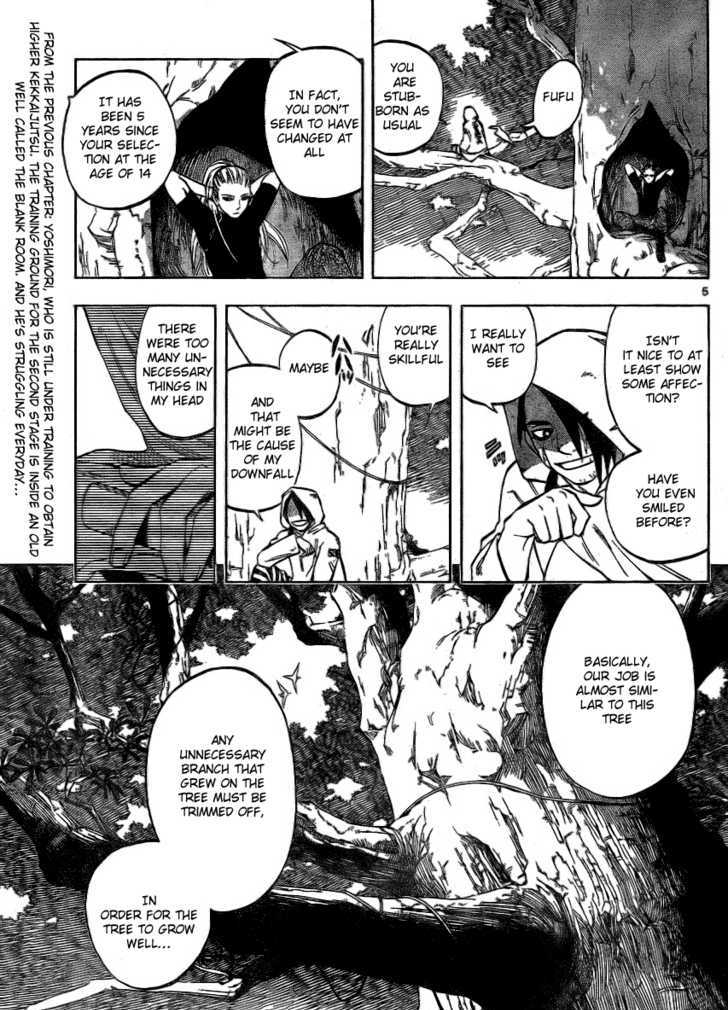 FUFU
YOU
ARE
STUB-
BORN AS
USUAL
IN FACT,
YOU DON'T
SEEM TO HAVE
CHANGED AT
ALL
IT HAS
BEEN 5
YEARS SINCE
YOUR SELEC-
TION AT THE
AGE OF 14
FROM THE PREVIOUS CHAPTER: YOSHIMORI, WHO IS STILL UNDER TRAINING TO OBTAIN
HIGHER KEKKAIJUTSU. THE TRAINING GROUND FOR THE SECOND STAGE IS INSIDE AN OLD
WELL CALLED THE BLANK ROOM. AND HE'S STRUGGLING EVERYDAY...
5
ISN'T
IT NICE TO AT
LEAST SHOW
SOME AFFEC-
TION?
HAVE
YOU EVEN
SMILED
BEFORE?
I REALLY
WANT TO
SEE
YOU'RE
REALLY
SKILLFUL
MAYBE
AND
THAT
MIGHT BE
THE CAUSE
OF MY
DOWNFALL
THERE
WERE TOO
MANY UN-
NECESSARY
THINGS IN
MY HEAD
BASICALLY,
OUR JOB IS
ALMOST SIMI-
LAR TO THIS
TREE
ANY
UNNECESSARY
BRANCH THAT
GREW ON THE
TREE MUST BE
TRIMMED OFF,
IN
ORDER FOR THE
TREE TO GROW
WELL...